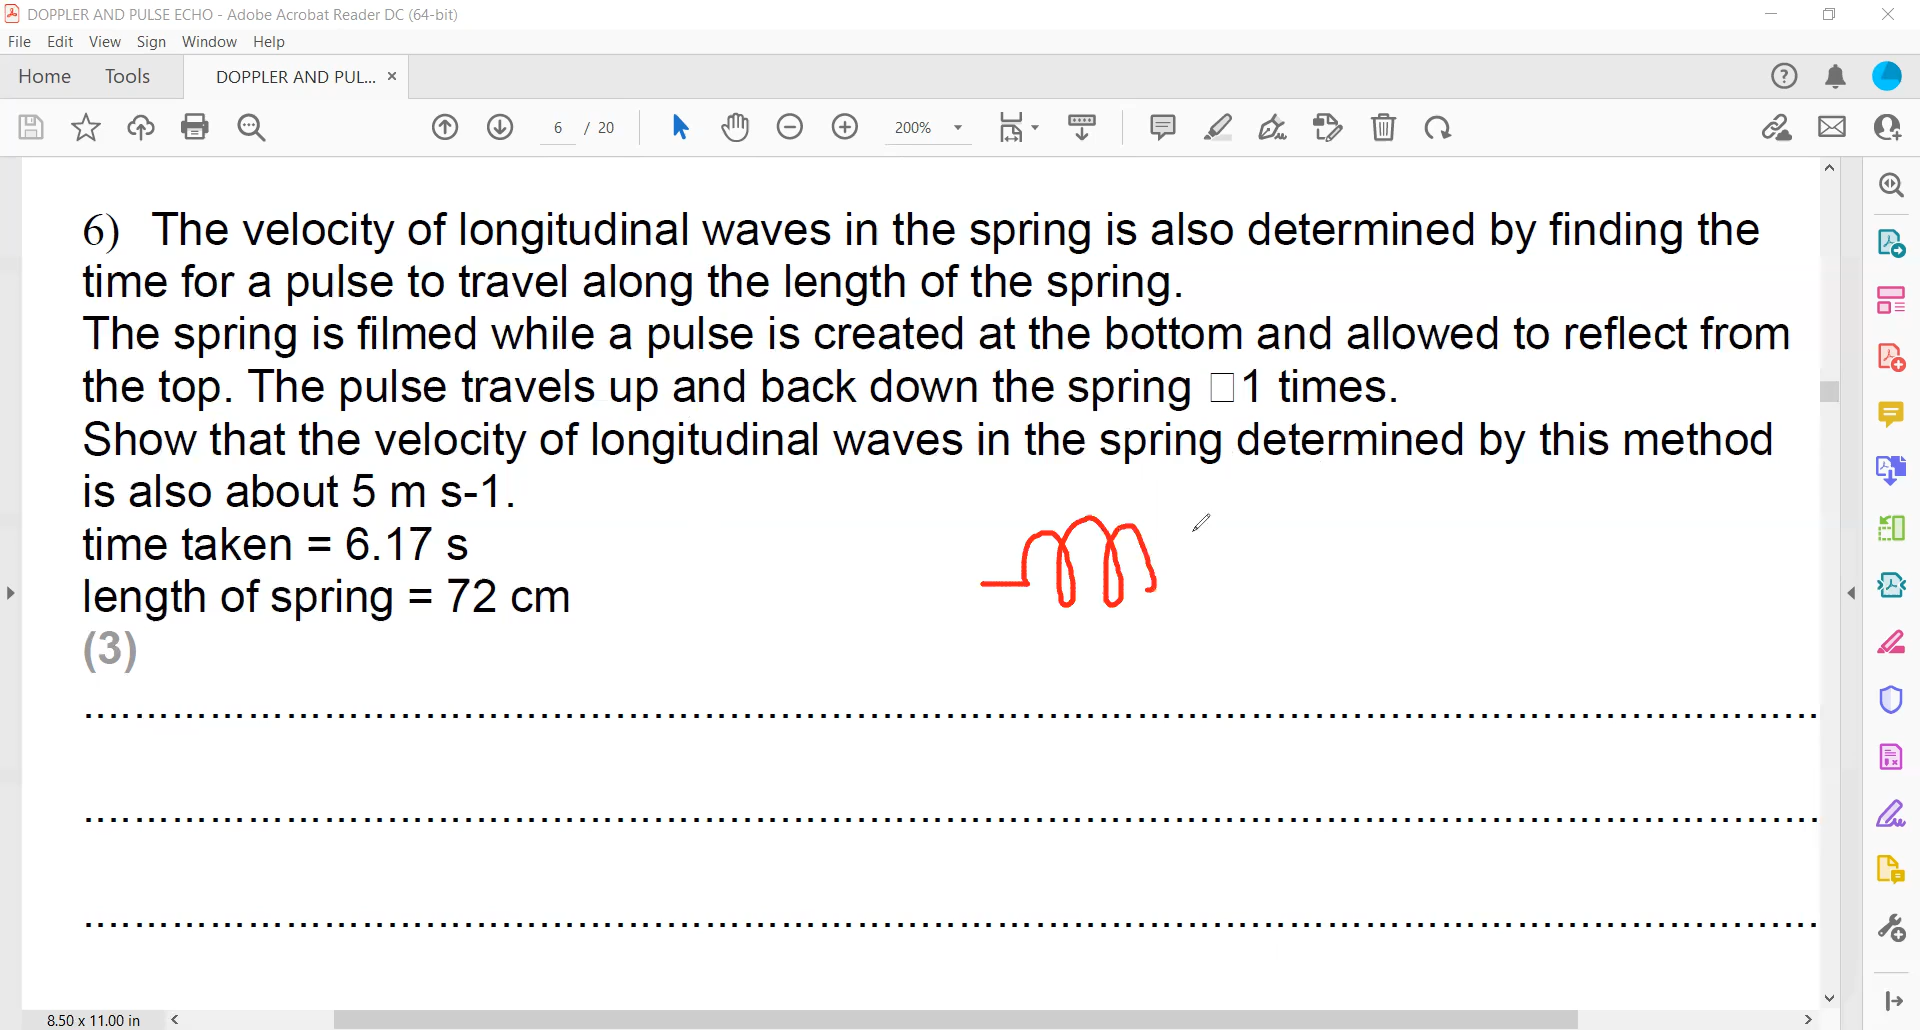 DOPPLER AND PULSE ECHO - Adobe Acrobat Reader DC (64-bit)
File Edit View Sign Window Help
Home Tools DOPPLER AND PUL... ×
6 / 20 200%
6) The velocity of longitudinal waves in the spring is also determined by finding the
time for a pulse to travel along the length of the spring.
The spring is filmed while a pulse is created at the bottom and allowed to reflect from
the top. The pulse travels up and back down the spring □1 times.
Show that the velocity of longitudinal waves in the spring determined by this method
is also about 5 m s-1.
time taken = 6.17 s
length of spring = 72 cm
(3)
8.50 x 11.00 in